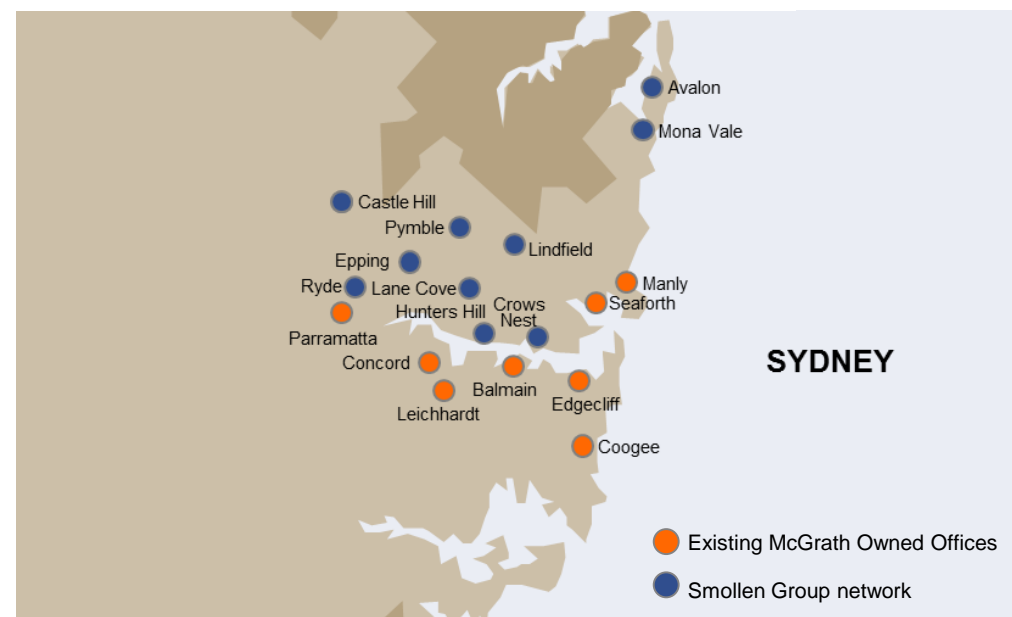 Avalon
Mona Vale
Castle Hill
Pymble
Lindfield
Epping
Manly
Ryde
Lane Cove
Seaforth
Hunters Hill
Crows
Nest
Parramatta
Concord
SYDNEY
Balmain
Edgecliff
Leichhardt
Coogee
Existing McGrath Owned Offices
Smollen Group network